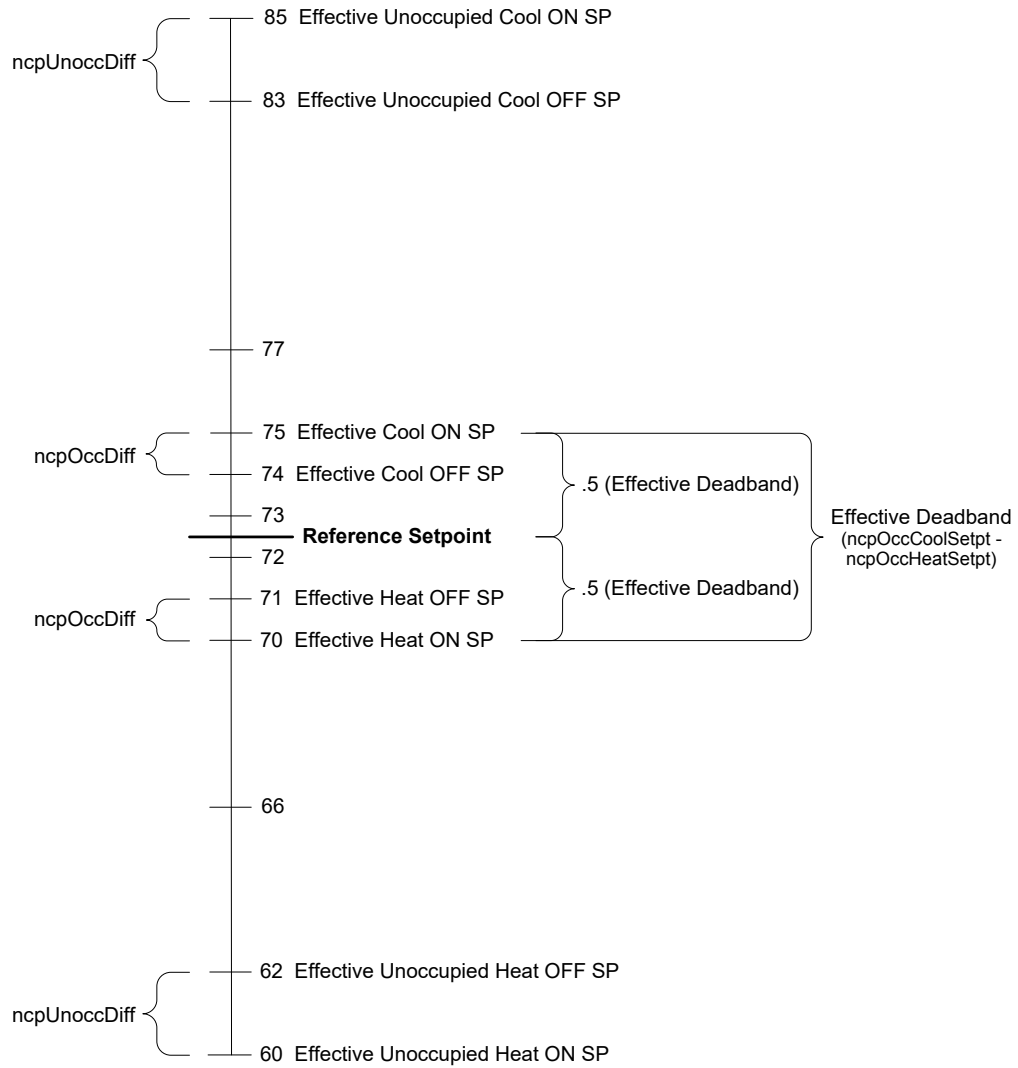 85 Effective Unoccupied Cool ON SP
ncpUnoccDiff
83 Effective Unoccupied Cool OFF SP
77
75 Effective Cool ON SP
ncpOccDiff
74 Effective Cool OFF SP
.5 (Effective Deadband)
73
Reference Setpoint
Effective Deadband
(ncpOccCoolSetpt -
ncpOccHeatSetpt)
72
71 Effective Heat OFF SP
.5 (Effective Deadband)
ncpOccDiff
70 Effective Heat ON SP
66
62 Effective Unoccupied Heat OFF SP
ncpUnoccDiff
60 Effective Unoccupied Heat ON SP